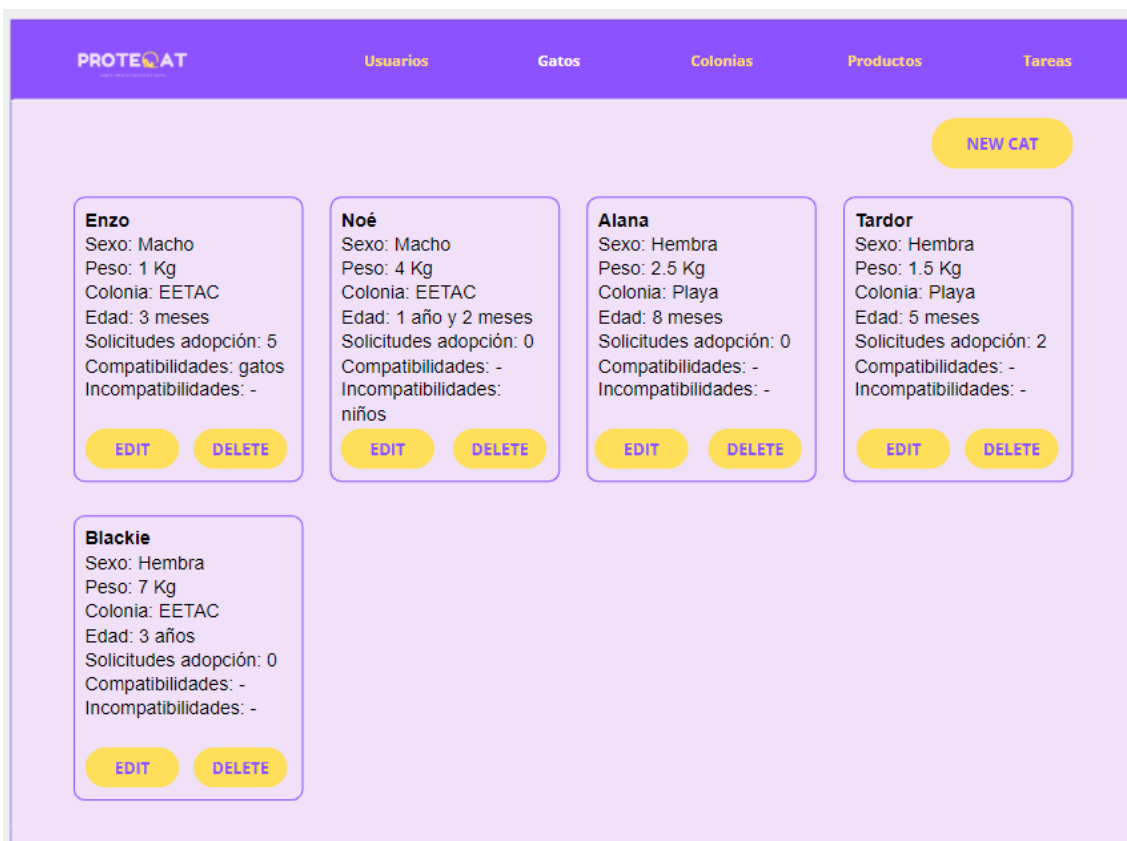 PROTEQAT
Usuarios
Gatos
Colonias
Productos
Tareas
NEW CAT
Enzo
Sexo: Macho
Peso: 1 Kg
Colonia: EETAC
Edad: 3 meses
Solicitudes adopción: 5
Compatibilidades: gatos
Incompatibilidades: -
EDIT
DELETE
Noé
Sexo: Macho
Peso: 4 Kg
Colonia: EETAC
Edad: 1 año y 2 meses
Solicitudes adopción: 0
Compatibilidades: -
Incompatibilidades:
niños
EDIT
DELETE
Alana
Sexo: Hembra
Peso: 2.5 Kg
Colonia: Playa
Edad: 8 meses
Solicitudes adopción: 0
Compatibilidades: -
Incompatibilidades: -
EDIT
DELETE
Tardor
Sexo: Hembra
Peso: 1.5 Kg
Colonia: Playa
Edad: 5 meses
Solicitudes adopción: 2
Compatibilidades: -
Incompatibilidades: -
EDIT
DELETE
Blackie
Sexo: Hembra
Peso: 7 Kg
Colonia: EETAC
Edad: 3 años
Solicitudes adopción: 0
Compatibilidades: -
Incompatibilidades: -
EDIT
DELETE